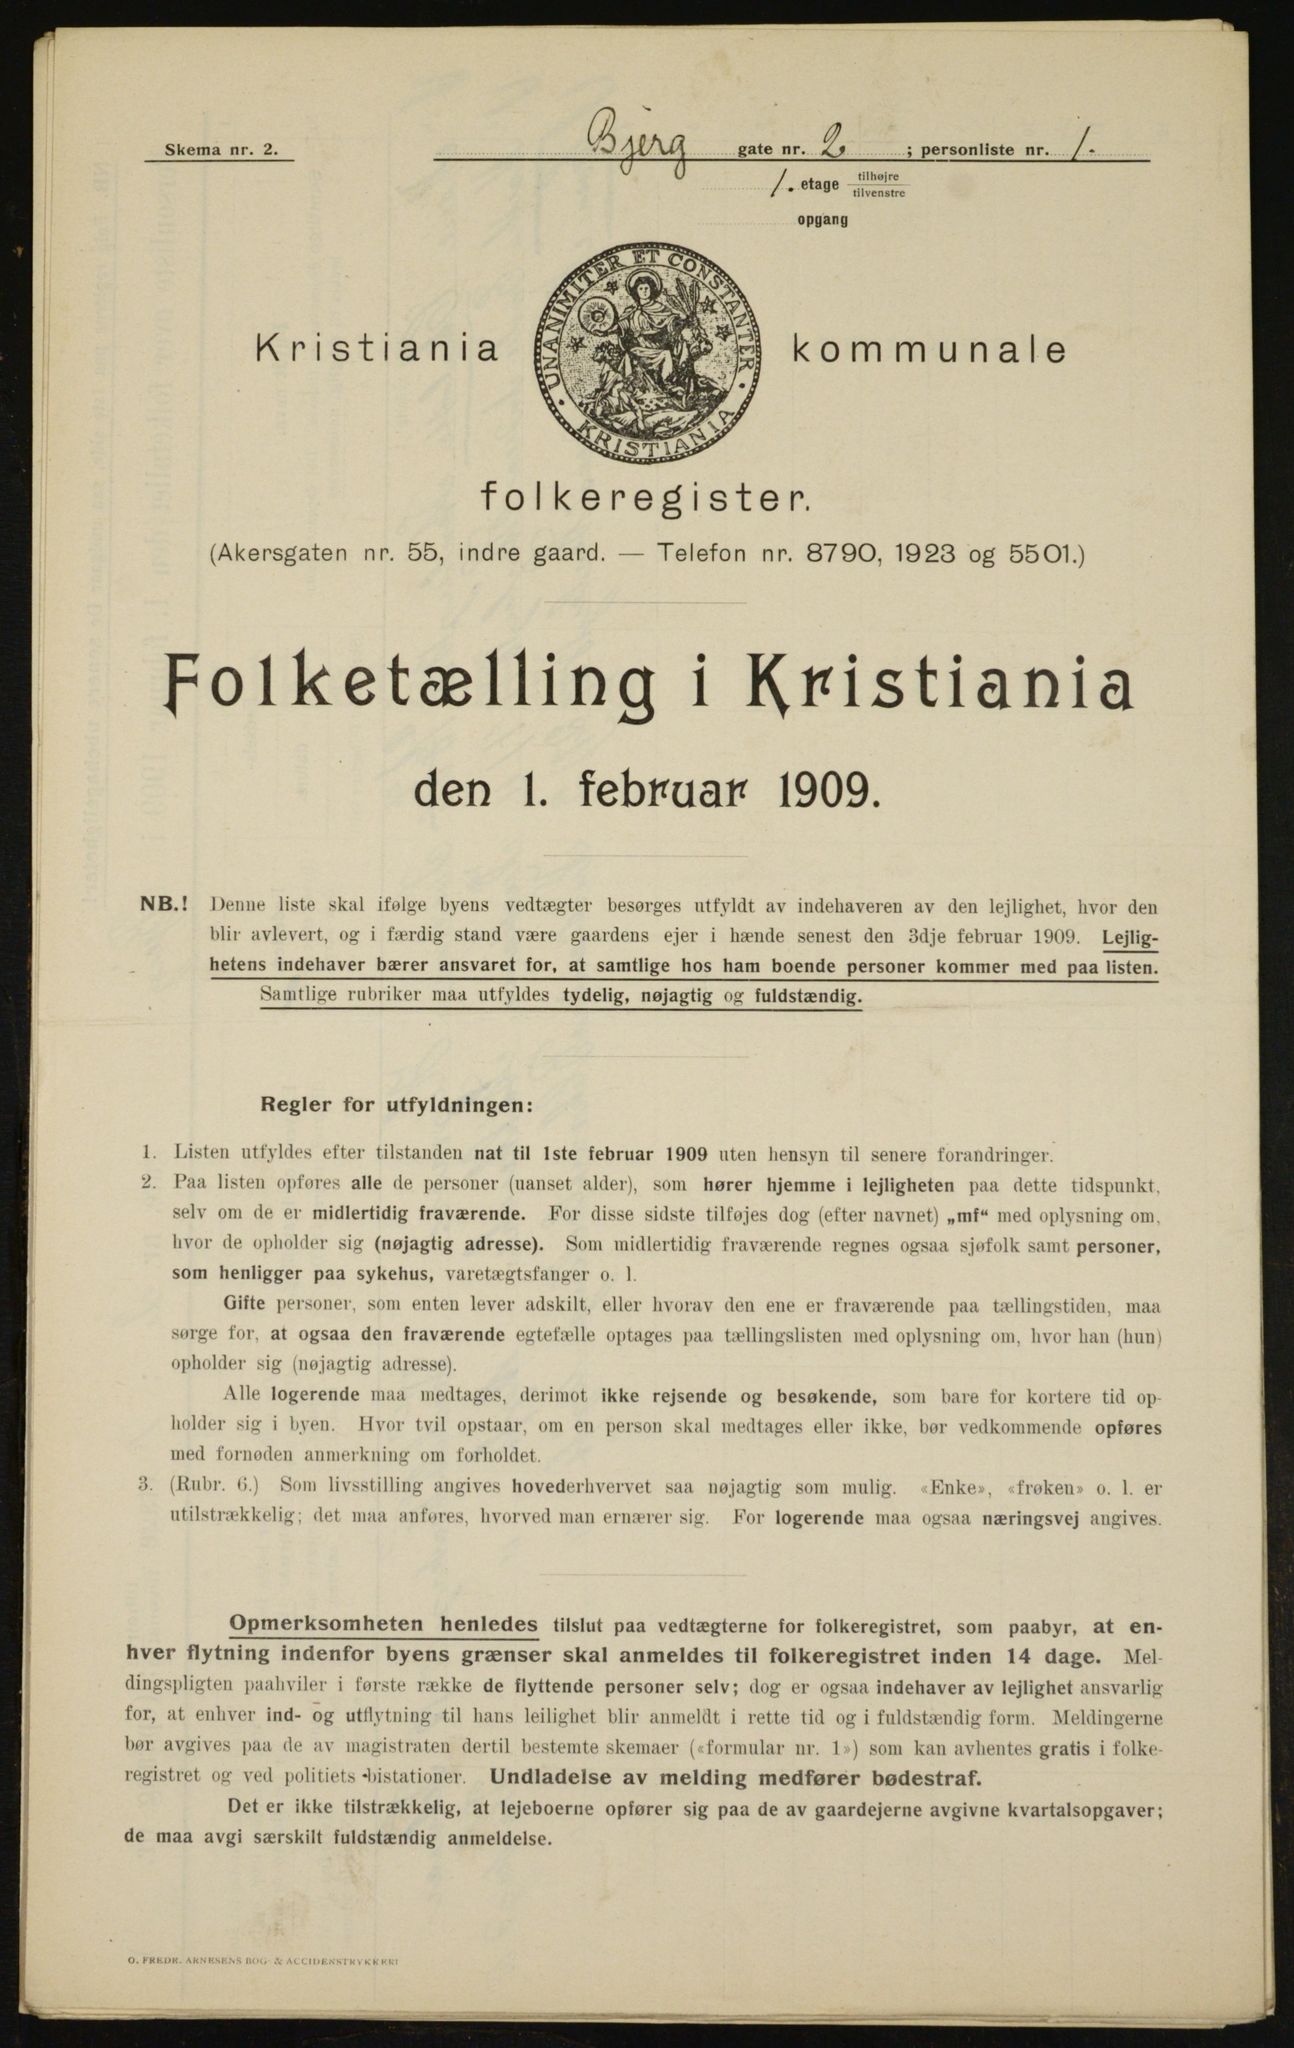 Skema nr. 2.
Bjerg gate nr. 2 ; personliste nr. 1.
1. etage tilhøjre
tilvenstre
opgang
UNANIMITER ET CONSTANTER
KRISTIANIA
Kristiania kommunale
folkeregister.
(Akersgaten nr. 55, indre gaard. — Telefon nr. 8790, 1923 og 5501.)
Folketælling i Kristiania
den 1. februar 1909.
NB.! Denne liste skal ifølge byens vedtægter besørges utfyldt av indehaveren av den lejlighet, hvor den
blir avlevert, og i færdig stand være gaardens ejer i hænde senest den 3dje februar 1909. Lejlig-
hetens indehaver bærer ansvaret for, at samtlige hos ham boende personer kommer med paa listen.
Samtlige rubriker maa utfyldes tydelig, nøjagtig og fuldstændig.
Regler for utfyldningen:
1. Listen utfyldes efter tilstanden nat til 1ste februar 1909 uten hensyn til senere forandringer.
2. Paa listen opføres alle de personer (uanset alder), som hører hjemme i lejligheten paa dette tidspunkt,
selv om de er midlertidig fraværende. For disse sidste tilføjes dog (efter navnet) „mf“ med oplysning om,
hvor de opholder sig (nøjagtig adresse). Som midlertidig fraværende regnes ogsaa sjøfolk samt personer,
som henligger paa sykehus, varetægtsfanger o. l.
Gifte personer, som enten lever adskilt, eller hvorav den ene er fraværende paa tællingstiden, maa
sørge for, at ogsaa den fraværende egtefælle optages paa tællingslisten med oplysning om, hvor han (hun)
opholder sig (nøjagtig adresse).
Alle logerende maa medtages, derimot ikke rejsende og besøkende, som bare for kortere tid op-
holder sig i byen. Hvor tvil opstaar, om en person skal medtages eller ikke, bør vedkommende opføres
med fornøden anmerkning om forholdet.
3. (Rubr. 6.) Som livsstilling angives hovederhvervet saa nøjagtig som mulig. «Enke», «frøken» o. l. er
utilstrækkelig; det maa anføres, hvorved man ernærer sig. For logerende maa ogsaa næringsvej angives.
Opmerksomheten henledes tilslut paa vedtægterne for folkeregistret, som paabyr, at en-
hver flytning indenfor byens grænser skal anmeldes til folkeregistret inden 14 dage. Mel-
dingspligten paahviler i første række de flyttende personer selv; dog er ogsaa indehaver av lejlighet ansvarlig
for, at enhver ind- og utflytning til hans leilighet blir anmeldt i rette tid og i fuldstændig form. Meldingerne
bør avgives paa de av magistraten dertil bestemte skemaer («formular nr. 1») som kan avhentes gratis i folke-
registret og ved politiets bistationer. Undladelse av melding medfører bødestraf.
Det er ikke tilstrækkelig, at lejeboerne opfører sig paa de av gaardejerne avgivne kvartalsopgaver;
de maa avgi særskilt fuldstændig anmeldelse.
O. FREDR. ARNESENS BOG- & ACCIDENSTRYKKERI